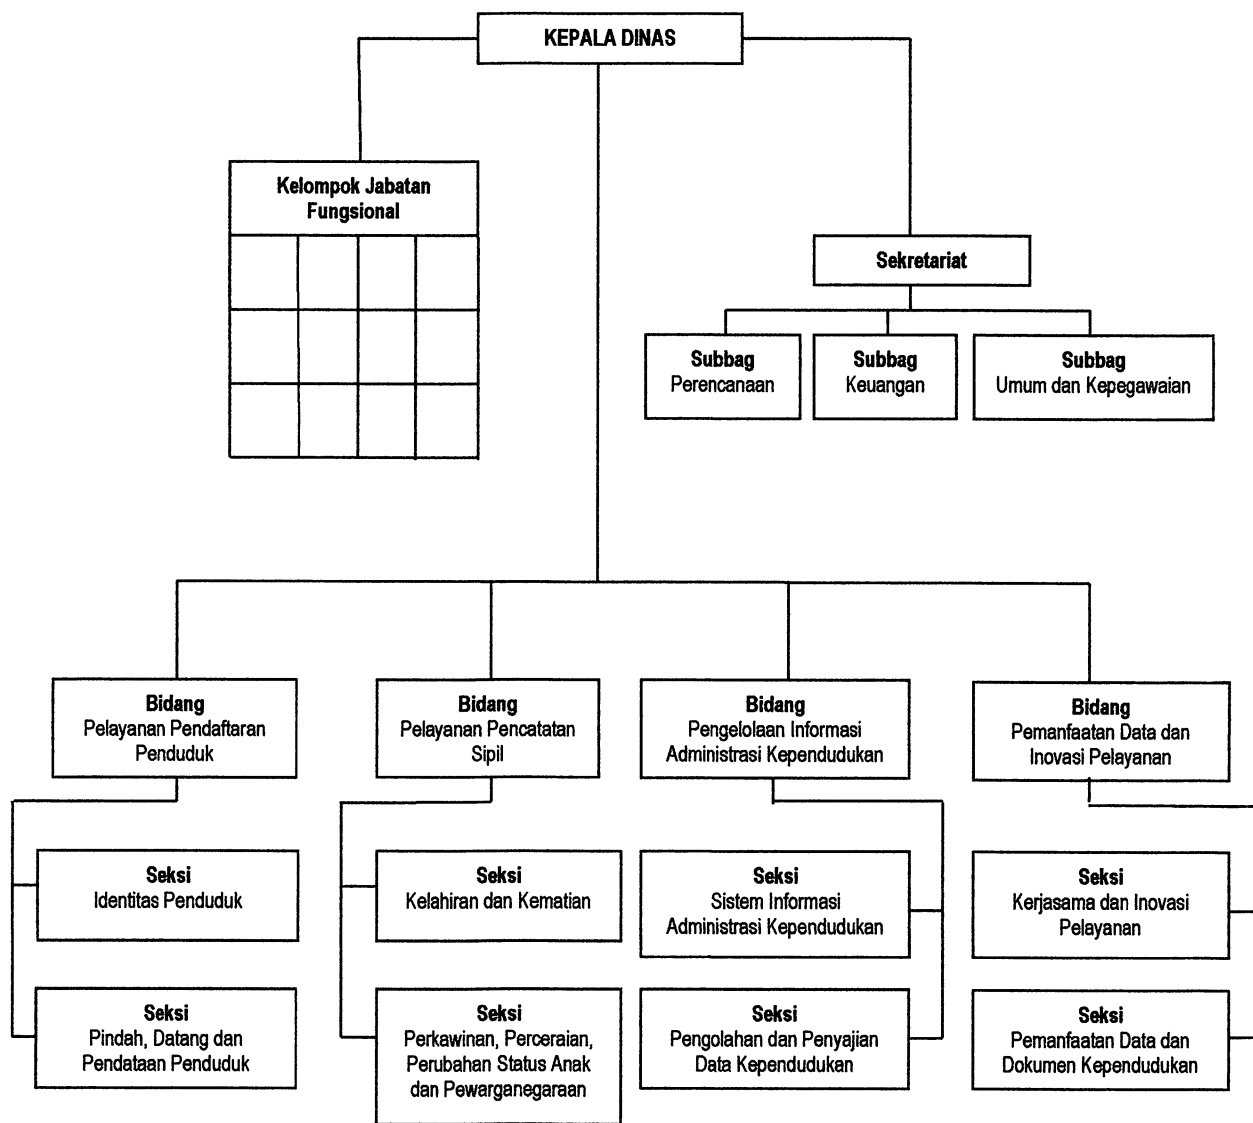 KEPALA DINAS
Kelompok Jabatan
Fungsional
Sekretariat
Subbag
Perencanaan
Subbag
Keuangan
Subbag
Umum dan Kepegawaian
Bidang
Pelayanan Pendaftaran
Penduduk
Bidang
Pelayanan Pencatatan
Sipil
Bidang
Pengelolaan Informasi
Administrasi Kependudukan
Bidang
Pemanfaatan Data dan
Inovasi Pelayanan
Seksi
Identitas Penduduk
Seksi
Kelahiran dan Kematian
Seksi
Sistem Informasi
Administrasi Kependudukan
Seksi
Kerjasama dan Inovasi
Pelayanan
Seksi
Pindah, Datang dan
Pendataan Penduduk
Seksi
Perkawinan, Perceraian,
Perubahan Status Anak
dan Pewarganegaraan
Seksi
Pengolahan dan Penyajian
Data Kependudukan
Seksi
Pemanfaatan Data dan
Dokumen Kependudukan